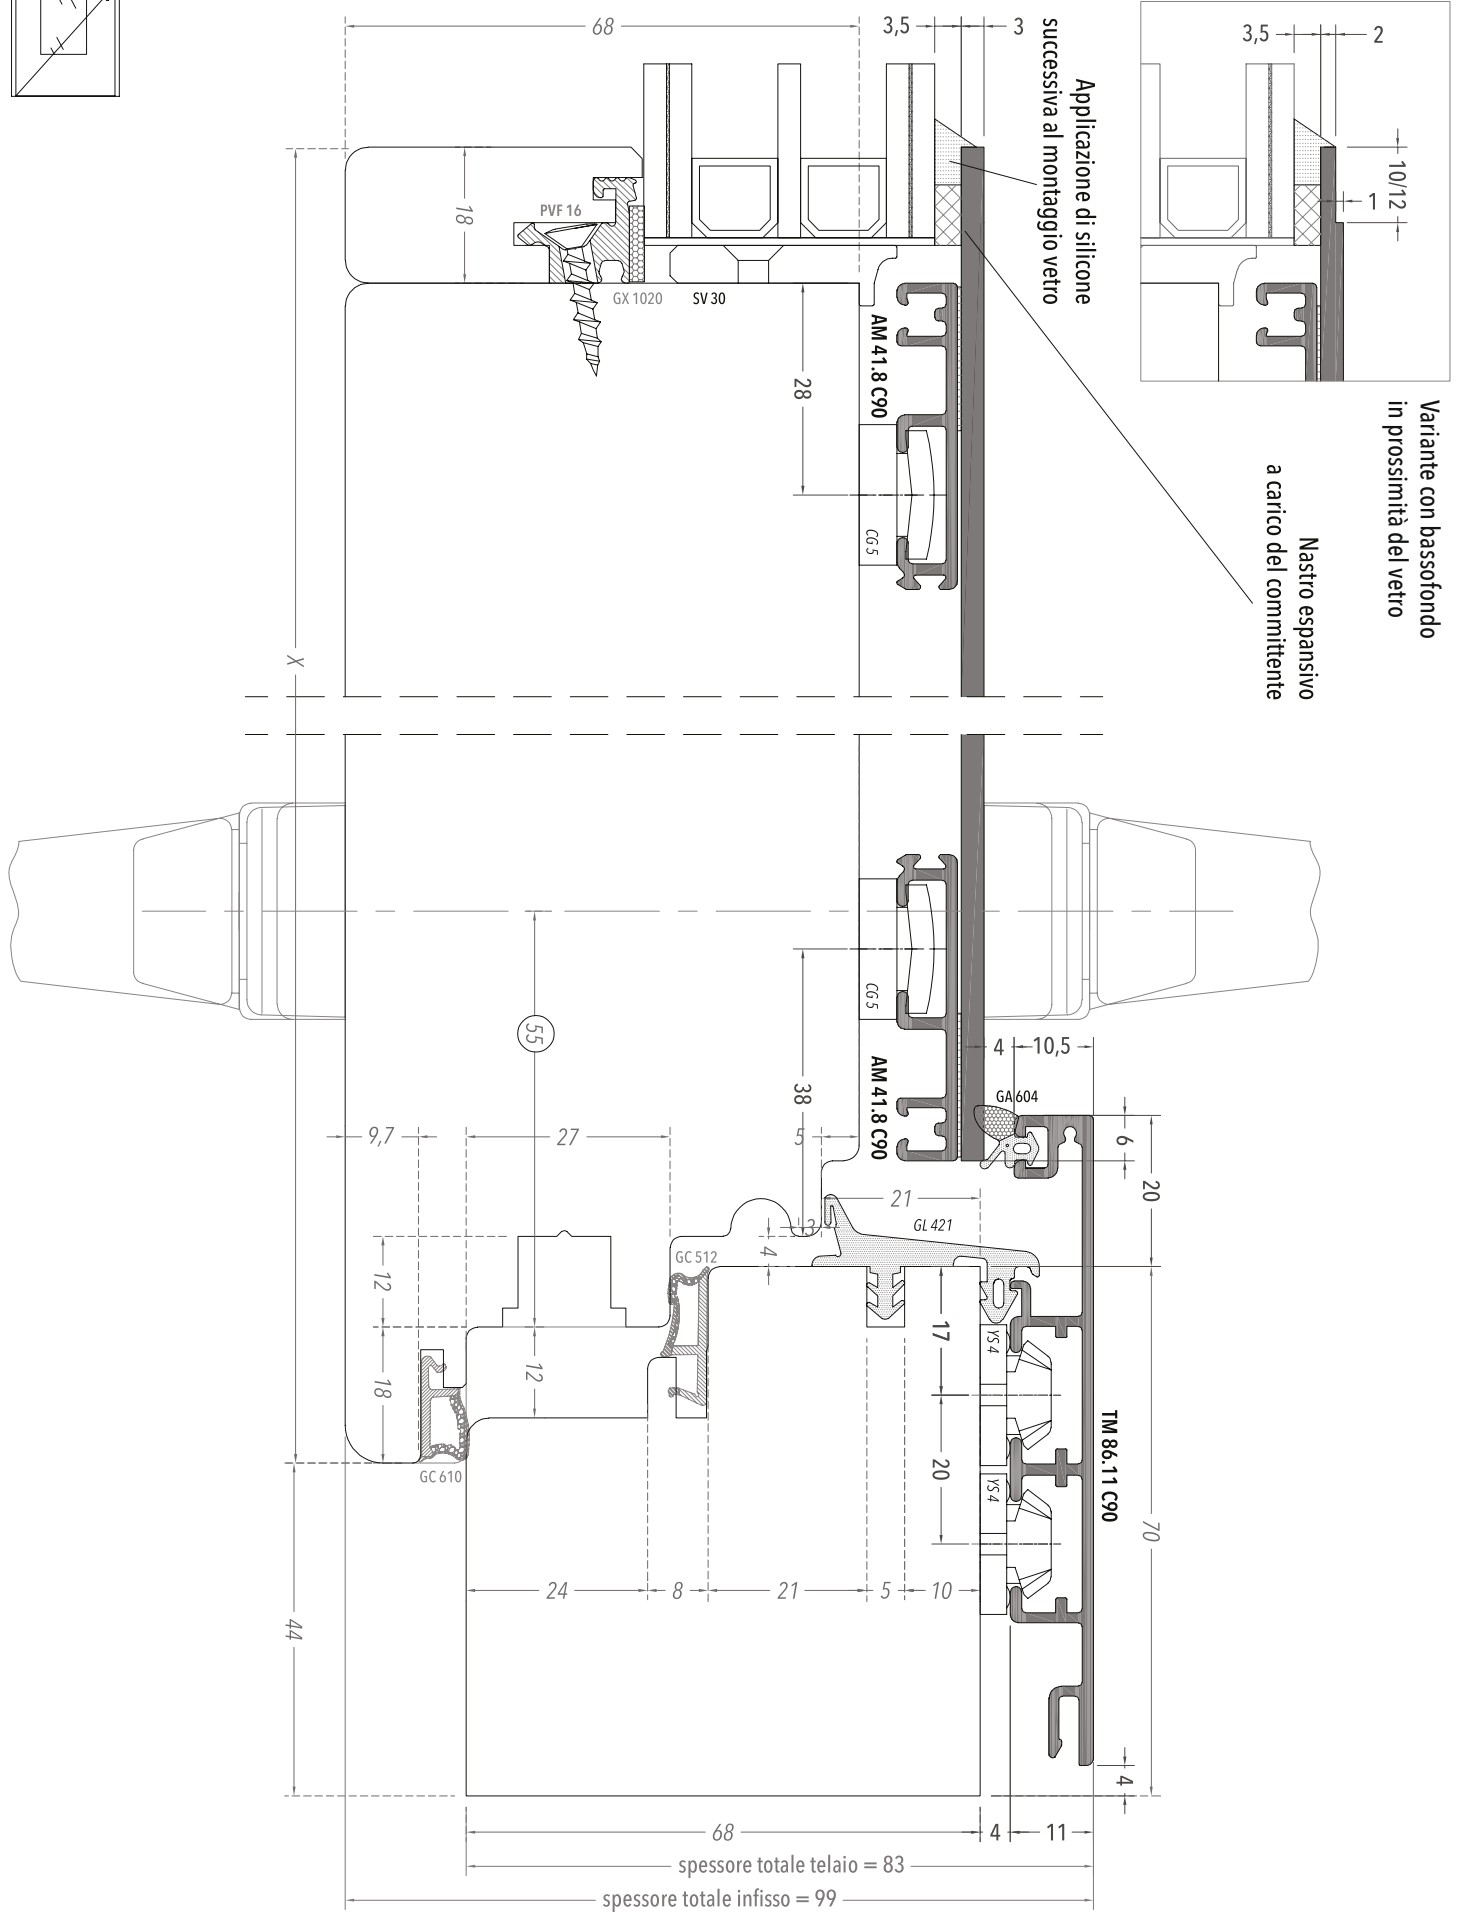 68
3,5
3
3,5
2
10/12
1
Applicazione di silicone
successiva al montaggio vetro
Variante con bassofondo
in prossimità del vetro
Nastro espansivo
a carico del committente
18
PVF 16
GX 1020
SV 30
AM 41.8 C90
28
CG 5
X
CG 5
AM 41.8 C90
55
38
4
10,5
GA 604
6
20
9,7
27
5
21
GL 421
3
4
GC 512
12
18
12
17
YS 4
20
YS 4
TM 86.11 C90
GC 610
70
24
8
21
5
10
44
4
68
4
11
spessore totale telaio = 83
spessore totale infisso = 99